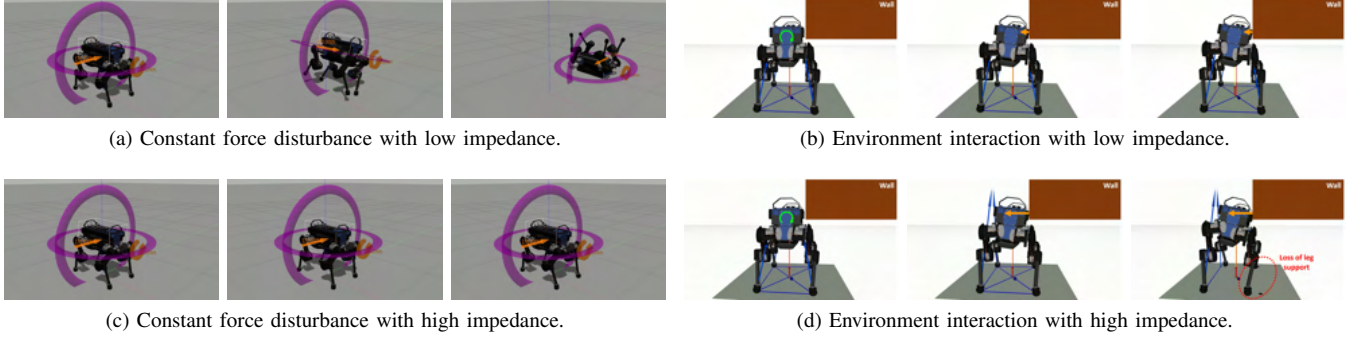 Wall
Wall
Wall
(a) Constant force disturbance with low impedance.
(b) Environment interaction with low impedance.
Wall
Wall
Wall
Loss of leg
support
(c) Constant force disturbance with high impedance.
(d) Environment interaction with high impedance.